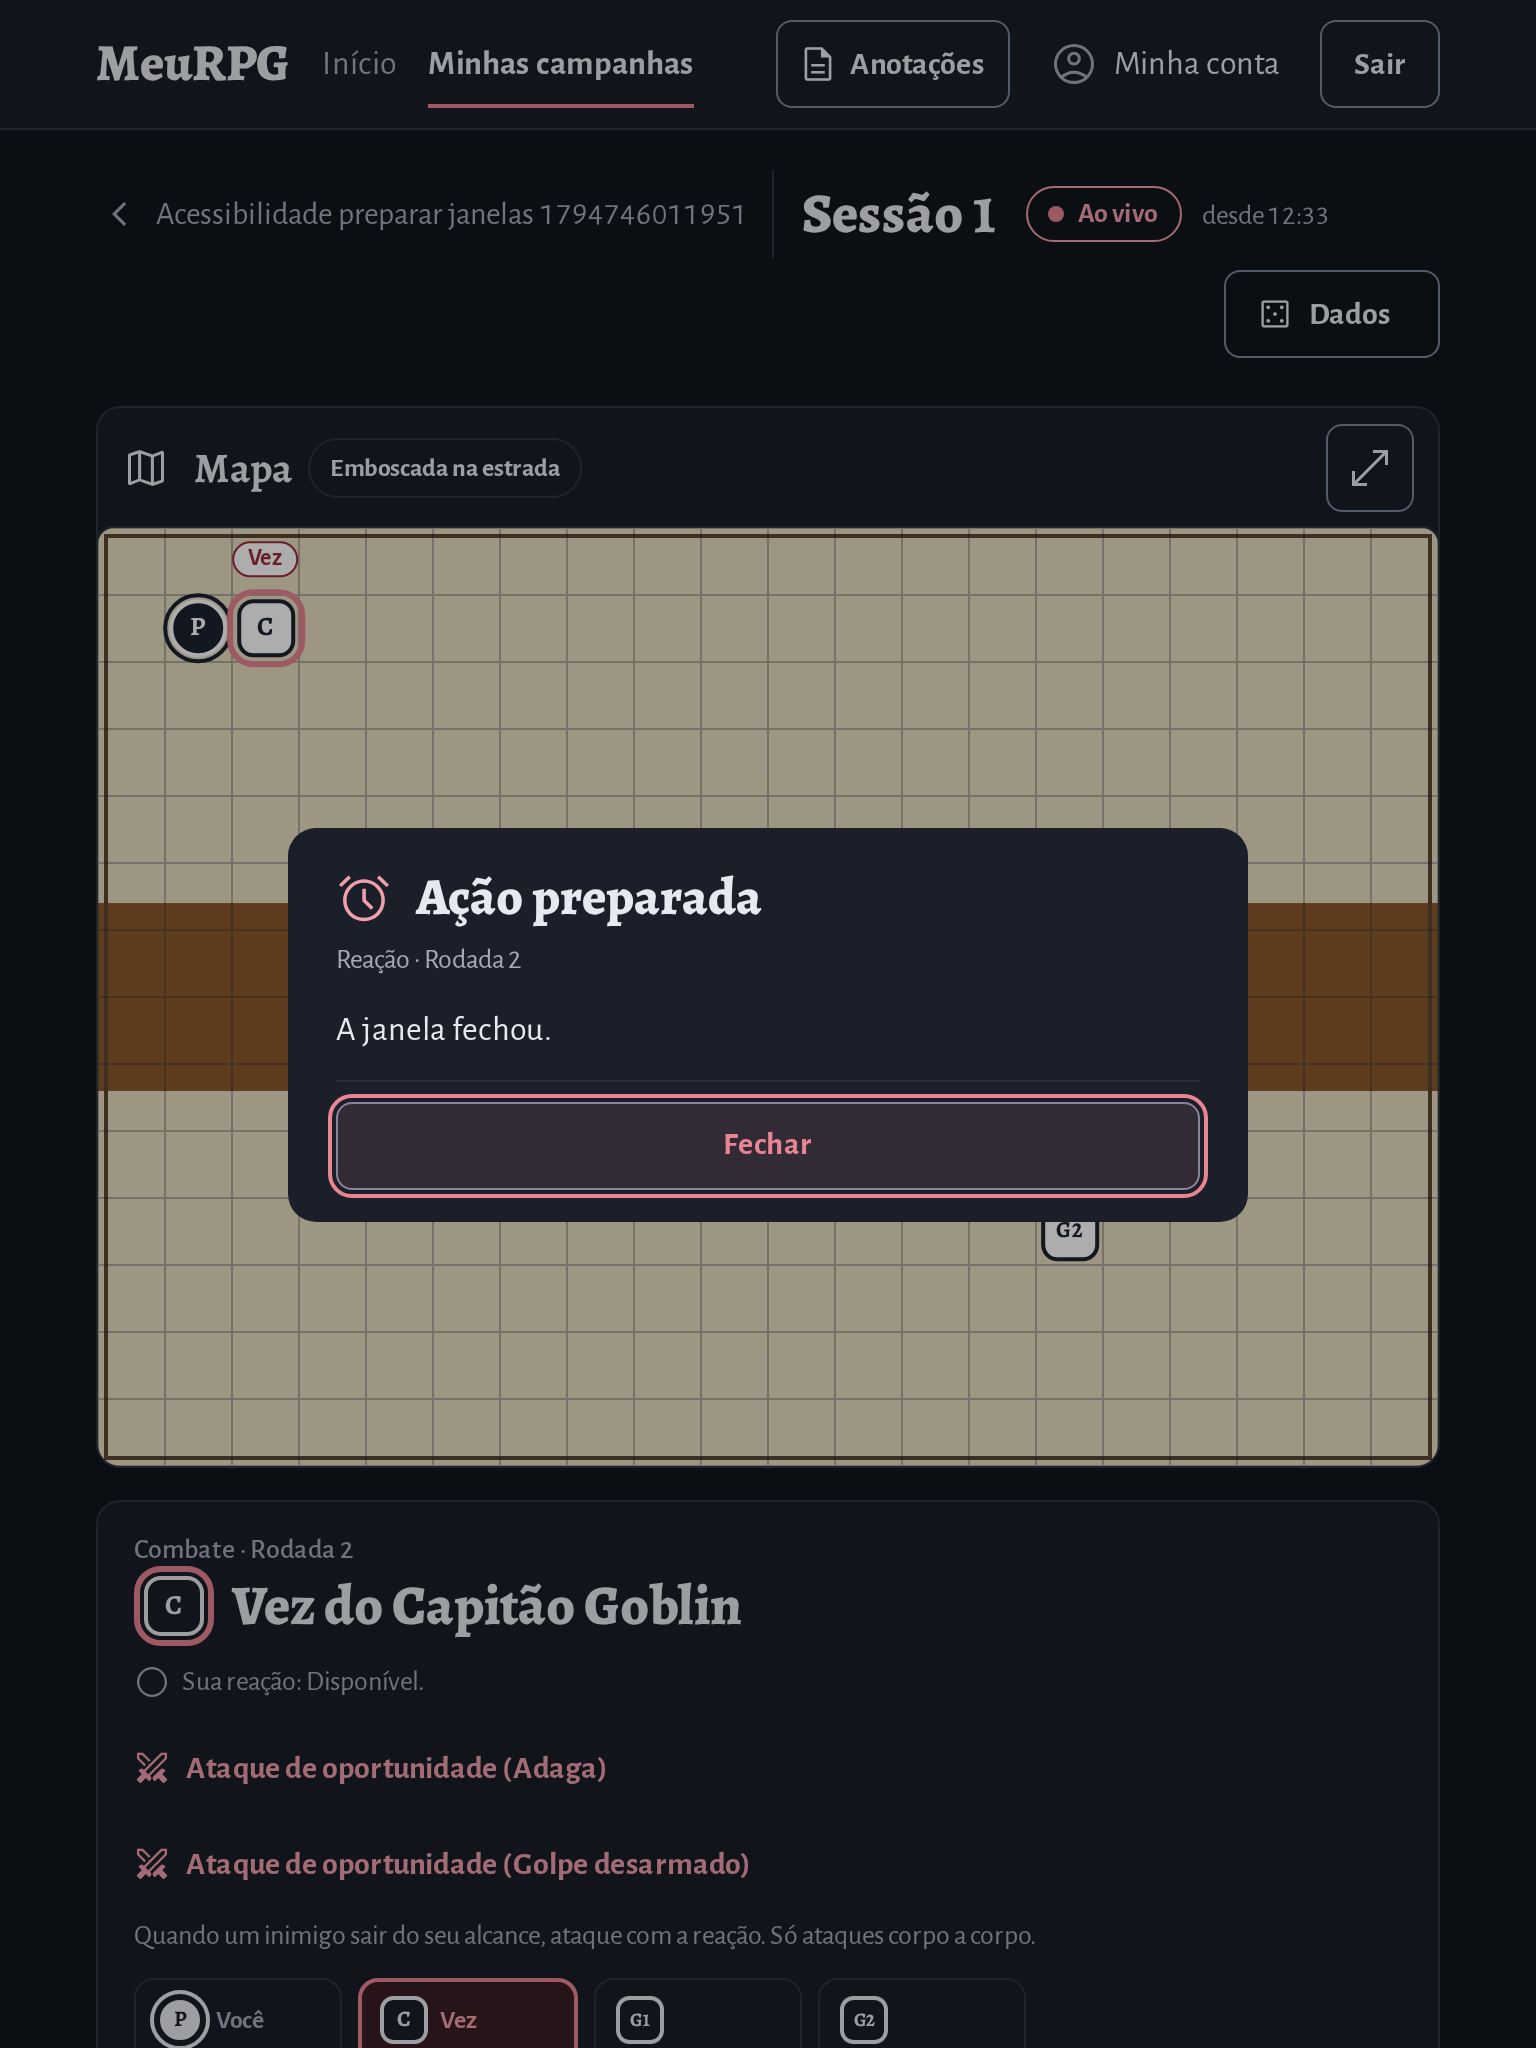 MeuRPG Início Minhas campanhas Anotações Minha conta Sair
Acessibilidade preparar janelas 1794746011951 Sessão 1 Ao vivo desde 12:33
Dados
Mapa Emboscada na estrada
Vez
P C
Ação preparada
Reação · Rodada 2
A janela fechou.
Fechar
G2
Combate · Rodada 2
C Vez do Capitão Goblin
Sua reação: Disponível.
Ataque de oportunidade (Adaga)
Ataque de oportunidade (Golpe desarmado)
Quando um inimigo sair do seu alcance, ataque com a reação. Só ataques corpo a corpo.
P Você C Vez G1 G2